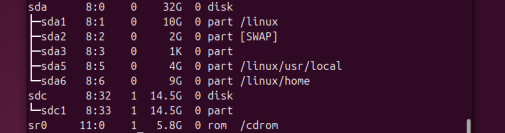 sda 8:0 0 32G 0 disk
├─sda1 8:1 0 10G 0 part /linux
├─sda2 8:2 0 2G 0 part [SWAP]
├─sda3 8:3 0 1K 0 part
├─sda5 8:5 0 4G 0 part /linux/usr/local
└─sda6 8:6 0 9G 0 part /linux/home
sdc 8:32 1 14.5G 0 disk
└─sdc1 8:33 1 14.5G 0 part
sr0 11:0 1 5.8G 0 rom /cdrom